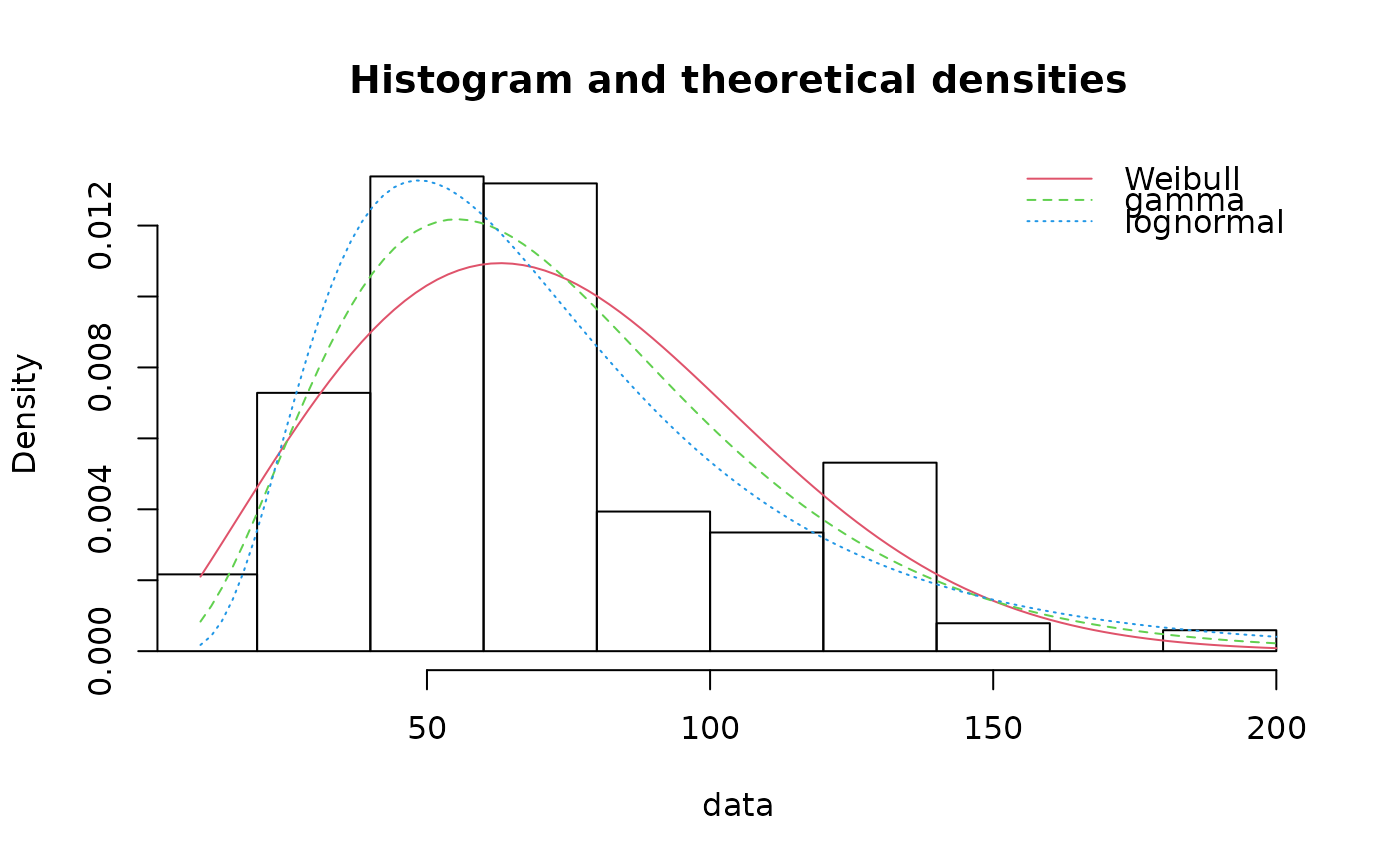 Histogram and theoretical densities
Weibull
gamma
lognormal
Density
0.012
0.008
0.004
0.000
50 100 150 200
data